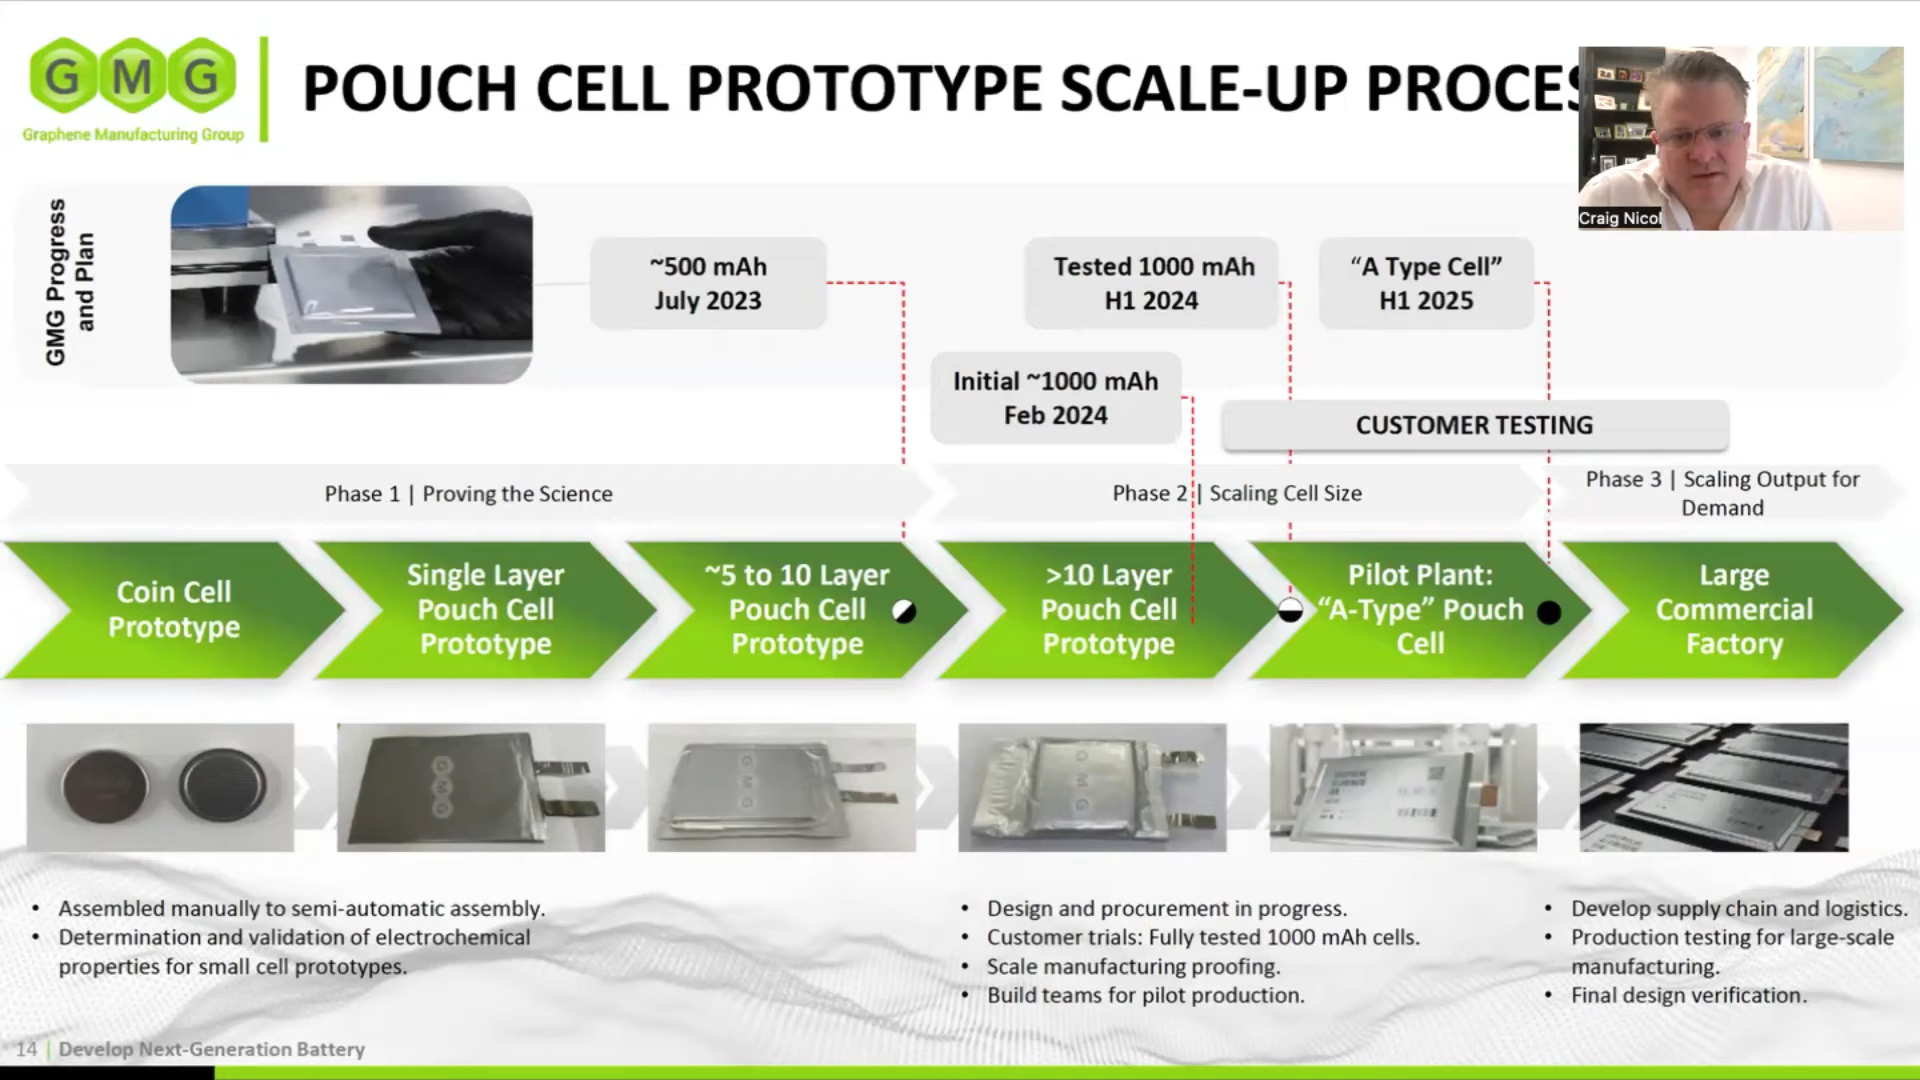 GMG
Graphene Manufacturing Group
POUCH CELL PROTOTYPE SCALE-UP PROCES
Craig Nicol
GMG Progress
and Plan
~500 mAh
July 2023
Tested 1000 mAh
H1 2024
“A Type Cell”
H1 2025
Initial ~1000 mAh
Feb 2024
CUSTOMER TESTING
Phase 1 | Proving the Science
Phase 2 | Scaling Cell Size
Phase 3 | Scaling Output for
Demand
Coin Cell
Prototype
Single Layer
Pouch Cell
Prototype
~5 to 10 Layer
Pouch Cell
Prototype
>10 Layer
Pouch Cell
Prototype
Pilot Plant:
“A-Type” Pouch
Cell
Large
Commercial
Factory
GMG
GMG
GMG
• Assembled manually to semi-automatic assembly.
• Determination and validation of electrochemical
properties for small cell prototypes.
• Design and procurement in progress.
• Customer trials: Fully tested 1000 mAh cells.
• Scale manufacturing proofing.
• Build teams for pilot production.
• Develop supply chain and logistics.
• Production testing for large-scale
manufacturing.
• Final design verification.
14 | Develop Next-Generation Battery